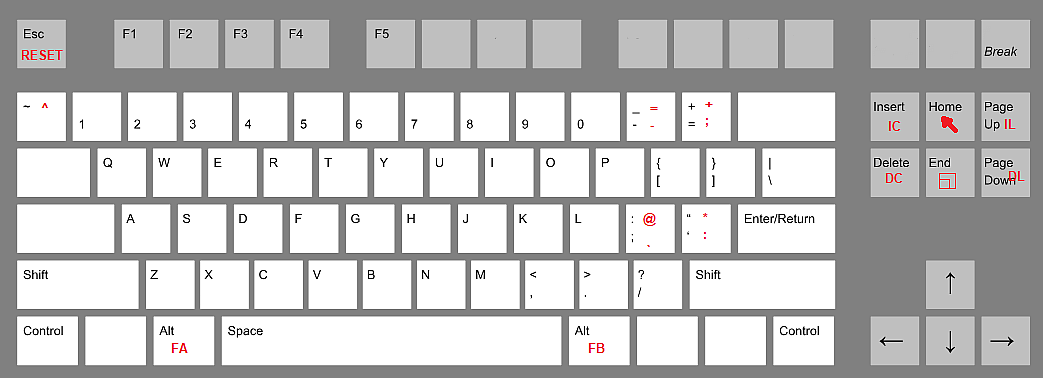 Esc F1 F2 F3 F4 F5
RESET Break
~ ^ _ = + + Insert Home Page
1 2 3 4 5 6 7 8 9 0 - - = ; IC Up IL
Q W E R T Y U I O P { } | Delete End Page
[ ] \ DC Down DL
A S D F G H J K L : @ “ * Enter/Return
; ` ‘ :
Shift Z X C V B N M < > ? Shift ↑
, . /
Control Alt Space Alt Control ← ↓ →
FA FB